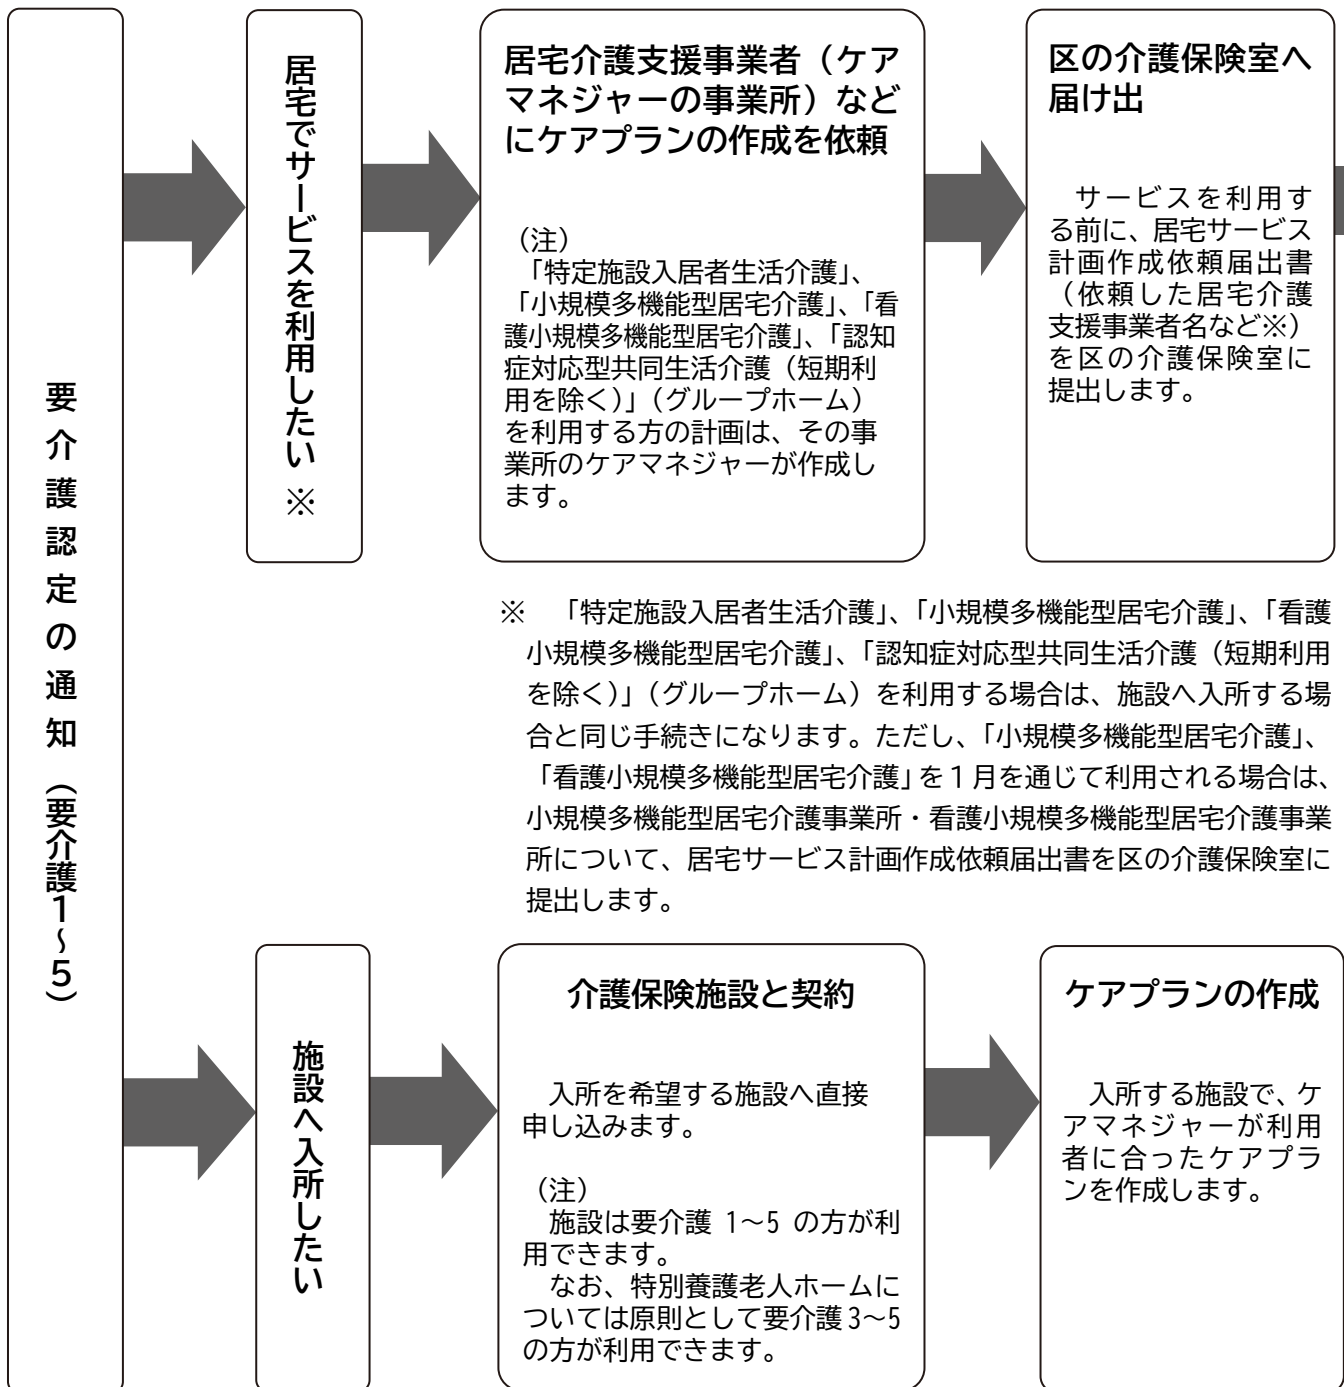 要介護認定の通知（要介護1～5）
居宅でサービスを利用したい ※
居宅介護支援事業者（ケア
マネジャーの事業所）など
にケアプランの作成を依頼
（注）
「特定施設入居者生活介護」、
「小規模多機能型居宅介護」、「看
護小規模多機能型居宅介護」、「認知
症対応型共同生活介護（短期利
用を除く）」（グループホーム）
を利用する方の計画は、その事
業所のケアマネジャーが作成し
ます。
区の介護保険室へ
届け出
サービスを利用す
る前に、居宅サービス
計画作成依頼届出書
（依頼した居宅介護
支援事業者名など※）
を区の介護保険室に
提出します。
※　「特定施設入居者生活介護」、「小規模多機能型居宅介護」、「看護
小規模多機能型居宅介護」、「認知症対応型共同生活介護（短期利用
を除く）」（グループホーム）を利用する場合は、施設へ入所する場
合と同じ手続きになります。ただし、「小規模多機能型居宅介護」、
「看護小規模多機能型居宅介護」を１月を通じて利用される場合は、
小規模多機能型居宅介護事業所・看護小規模多機能型居宅介護事業
所について、居宅サービス計画作成依頼届出書を区の介護保険室に
提出します。
施設へ入所したい
介護保険施設と契約
入所を希望する施設へ直接
申し込みます。
（注）
施設は要介護 1～5 の方が利
用できます。
なお、特別養護老人ホームに
ついては原則として要介護3～5
の方が利用できます。
ケアプランの作成
入所する施設で、ケ
アマネジャーが利用
者に合ったケアプラ
ンを作成します。